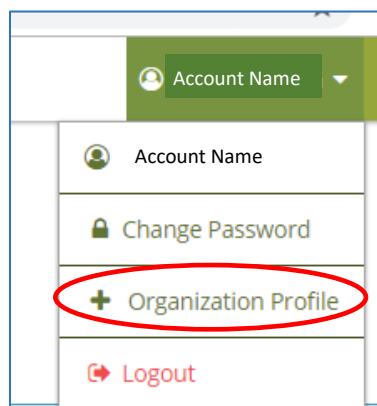 Account Name
Account Name
Change Password
Organization Profile
Logout